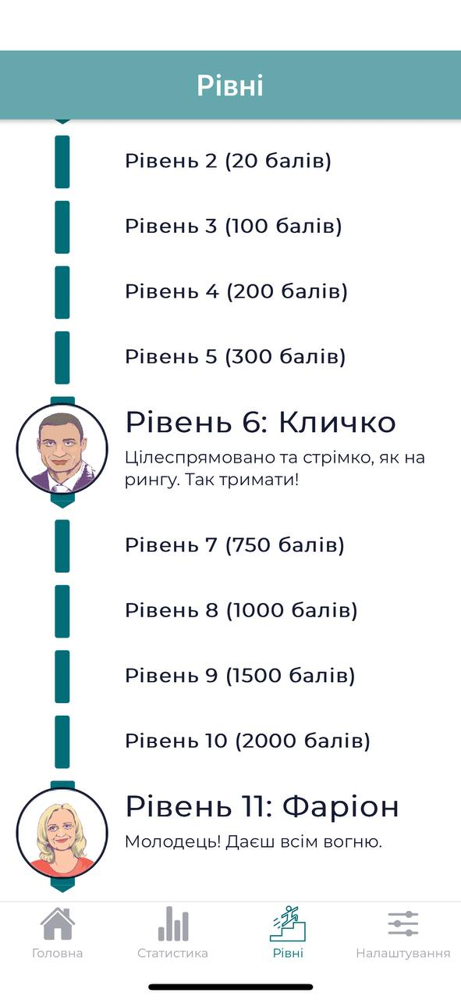 Рівні
Рівень 2 (20 балів)
Рівень 3 (100 балів)
Рівень 4 (200 балів)
Рівень 5 (300 балів)
Рівень 6: Кличко
Цілеспрямовано та стрімко, як на
рингу. Так тримати!
Рівень 7 (750 балів)
Рівень 8 (1000 балів)
Рівень 9 (1500 балів)
Рівень 10 (2000 балів)
Рівень 11: Фаріон
Молодець! Даєш всім вогню.
Головна
Статистика
Рівні
Налаштування